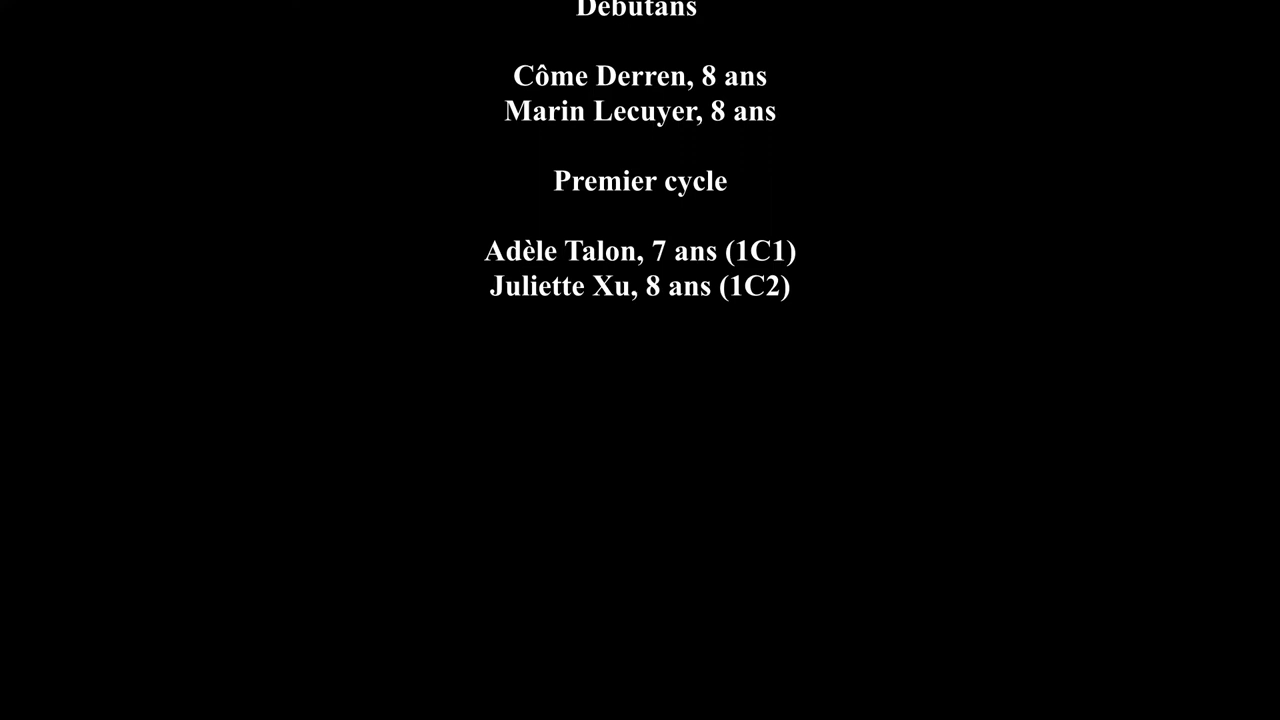 Débutans
Côme Derren, 8 ans
Marin Lecuyer, 8 ans
Premier cycle
Adèle Talon, 7 ans (1C1)
Juliette Xu, 8 ans (1C2)